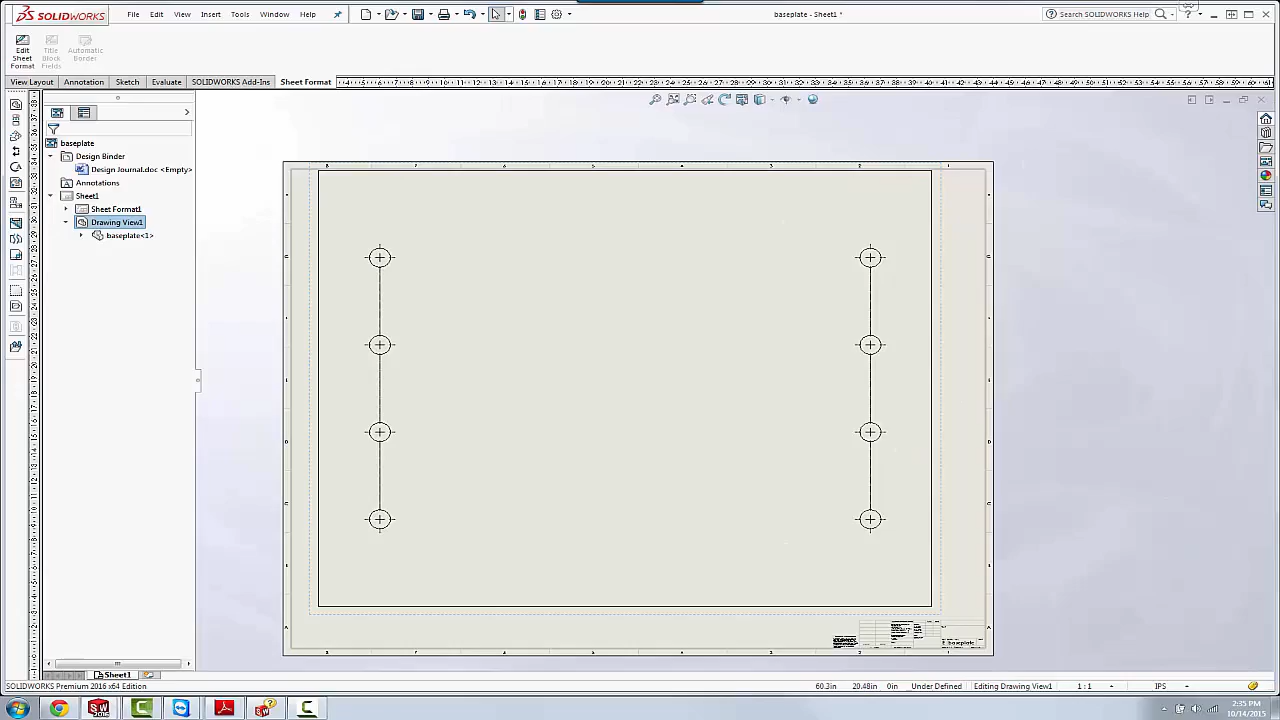 SOLIDWORKS File Edit View Insert Tools Window Help baseplate - Sheet1 * Search SOLIDWORKS Help
Edit Sheet Format
Title Block Fields
Automatic Border
View Layout Annotation Sketch Evaluate SOLIDWORKS Add-Ins Sheet Format
baseplate
Design Binder
Design Journal.doc <Empty>
Annotations
Sheet1
Sheet Format1
Drawing View1
baseplate<1>
baseplate
Sheet1
SOLIDWORKS Premium 2016 x64 Edition 60.3in 20.48in 0in Under Defined Editing Drawing View1 1 : 1 IPS
2:35 PM
10/14/2015